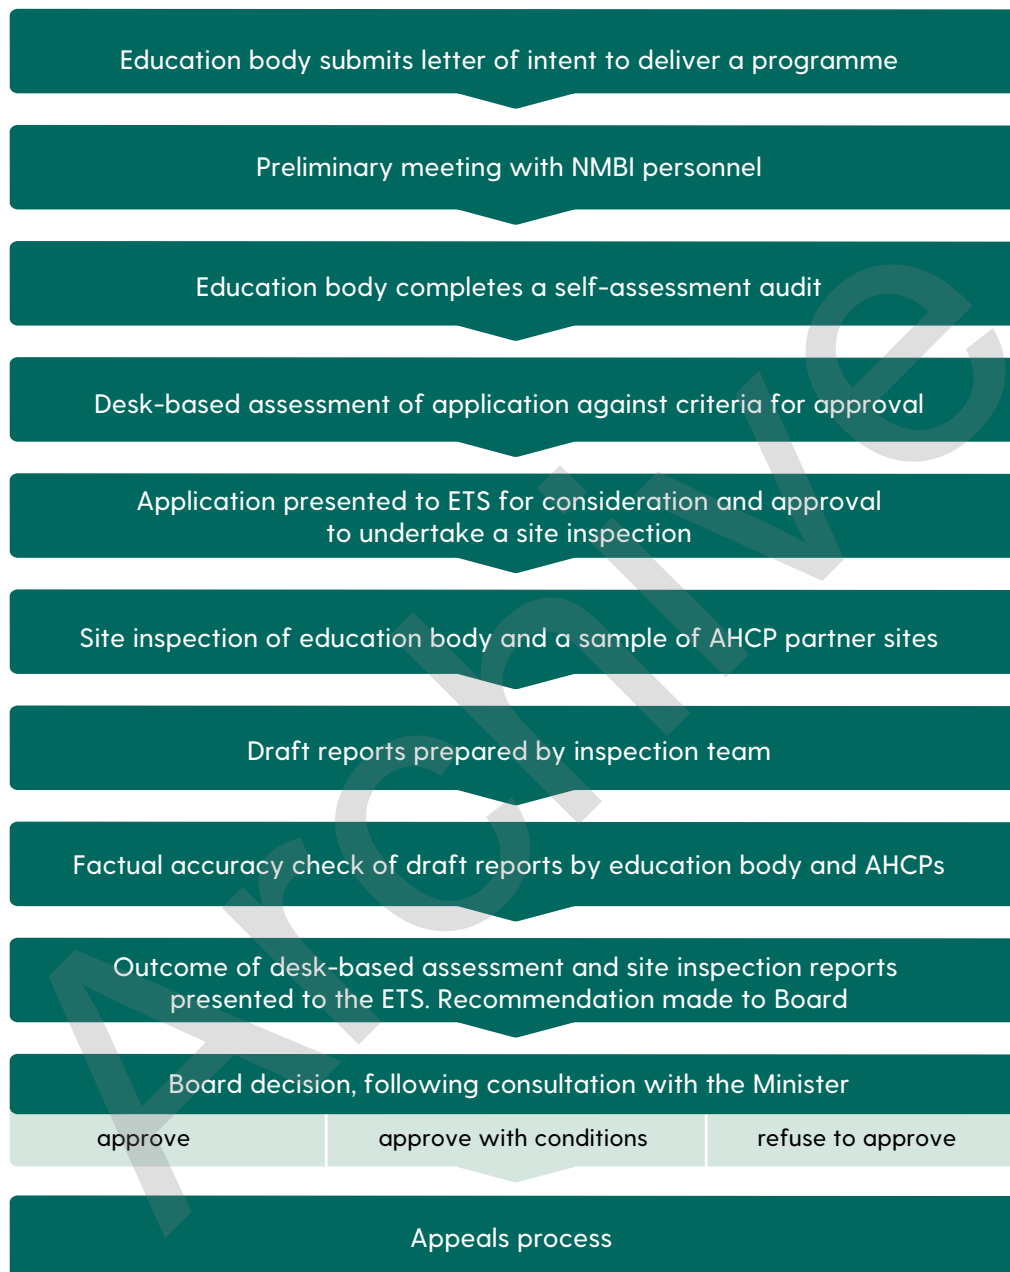 Education body submits letter of intent to deliver a programme
Preliminary meeting with NMBI personnel
Education body completes a self-assessment audit
Desk-based assessment of application against criteria for approval
Application presented to ETS for consideration and approval
to undertake a site inspection
Site inspection of education body and a sample of AHCP partner sites
Draft reports prepared by inspection team
Factual accuracy check of draft reports by education body and AHCPs
Outcome of desk-based assessment and site inspection reports
presented to the ETS. Recommendation made to Board
Board decision, following consultation with the Minister
approve approve with conditions refuse to approve
Appeals process
Archive